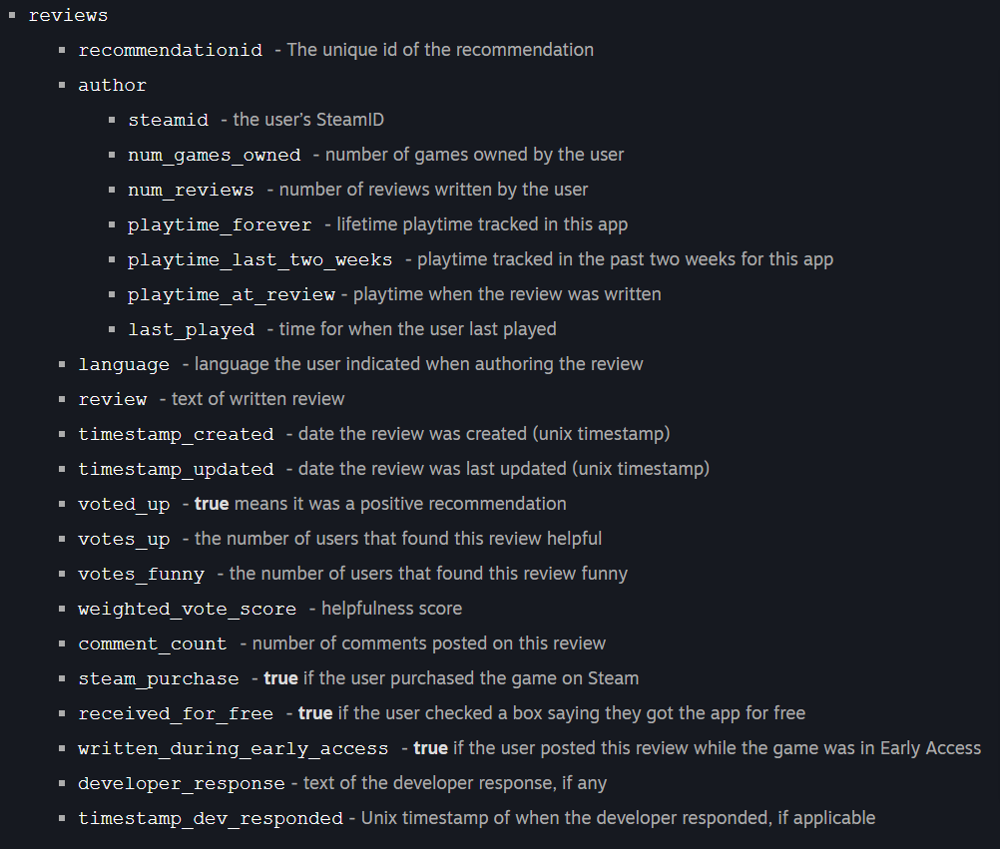 reviews
recommendationid - The unique id of the recommendation
author
steamid - the user’s SteamID
num_games_owned - number of games owned by the user
num_reviews - number of reviews written by the user
playtime_forever - lifetime playtime tracked in this app
playtime_last_two_weeks - playtime tracked in the past two weeks for this app
playtime_at_review - playtime when the review was written
last_played - time for when the user last played
language - language the user indicated when authoring the review
review - text of written review
timestamp_created - date the review was created (unix timestamp)
timestamp_updated - date the review was last updated (unix timestamp)
voted_up - true means it was a positive recommendation
votes_up - the number of users that found this review helpful
votes_funny - the number of users that found this review funny
weighted_vote_score - helpfulness score
comment_count - number of comments posted on this review
steam_purchase - true if the user purchased the game on Steam
received_for_free - true if the user checked a box saying they got the app for free
written_during_early_access - true if the user posted this review while the game was in Early Access
developer_response - text of the developer response, if any
timestamp_dev_responded - Unix timestamp of when the developer responded, if applicable